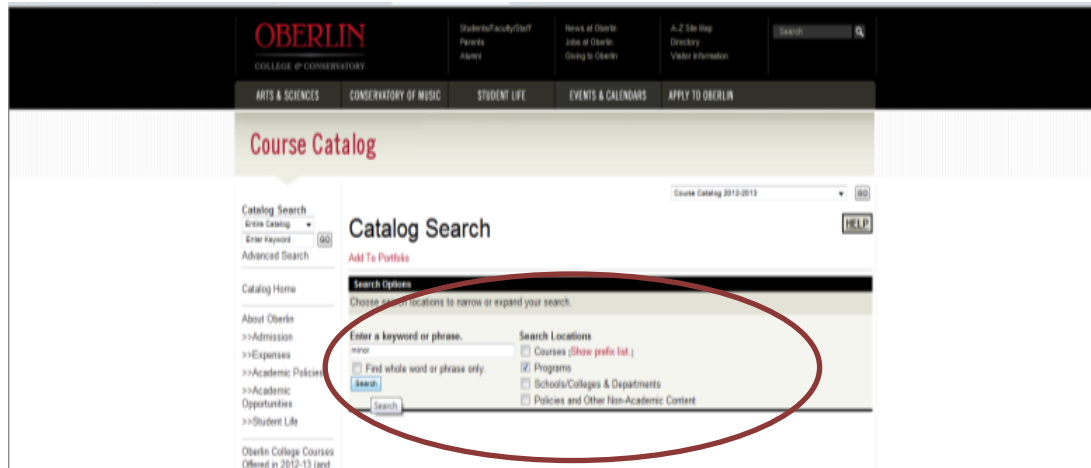 OBERLIN
COLLEGE & CONSERVATORY
Students/Faculty/Staff
Parents
Alumni
News at Oberlin
Jobs at Oberlin
Giving to Oberlin
A-Z Site Map
Directory
Visitor Information
Search
ARTS & SCIENCES CONSERVATORY OF MUSIC STUDENT LIFE EVENTS & CALENDARS APPLY TO OBERLIN
Course Catalog
Course Catalog 2012-2013 GO
HELP
Catalog Search
Entire Catalog
Enter Keyword GO
Advanced Search
Catalog Home
About Oberlin
>>Admission
>>Expenses
>>Academic Policies
>>Academic
Opportunities
>>Student Life
Oberlin College Courses
Offered in 2012-13 (and
Catalog Search
Add To Portfolio
Search Options
Choose search locations to narrow or expand your search.
Enter a keyword or phrase.
minor
Find whole word or phrase only.
Search
Search
Search Locations
Courses [Show prefix list.]
Programs
Schools/Colleges & Departments
Policies and Other Non-Academic Content